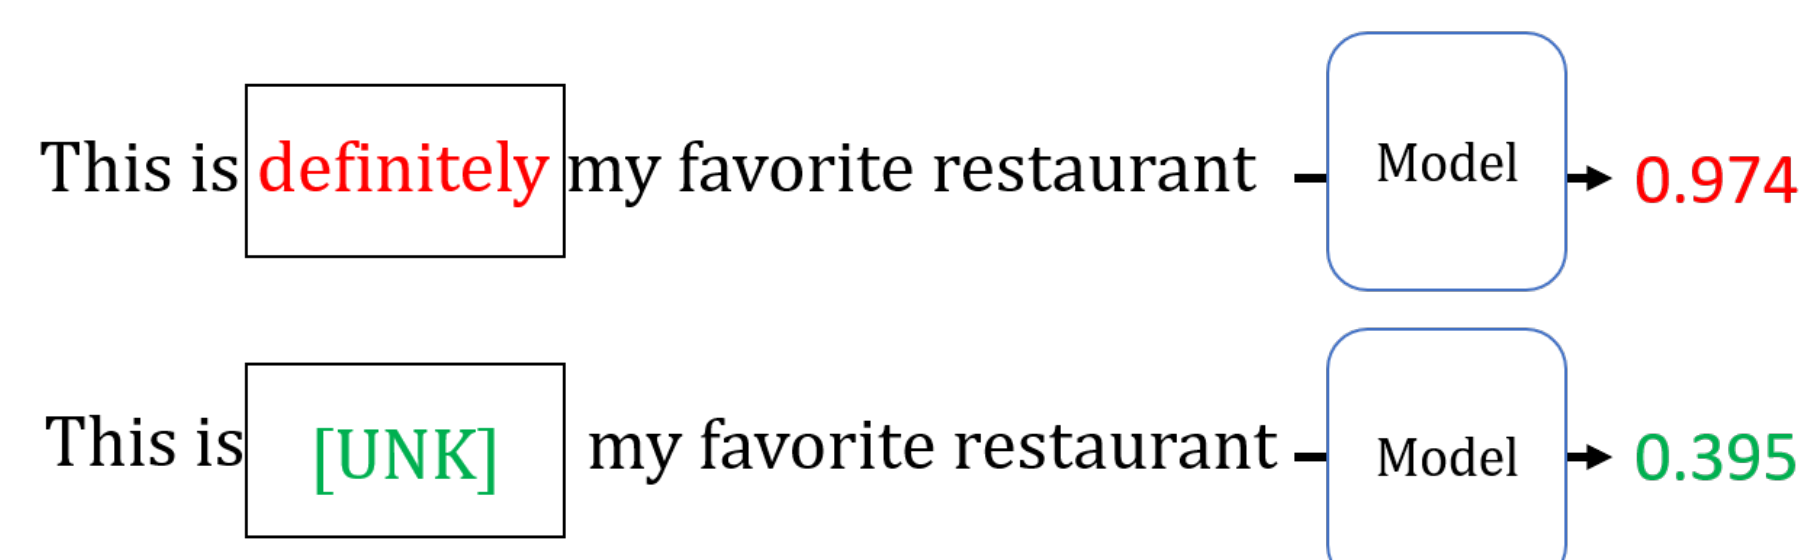 This is definitely my favorite restaurant Model 0.974
This is [UNK] my favorite restaurant Model 0.395